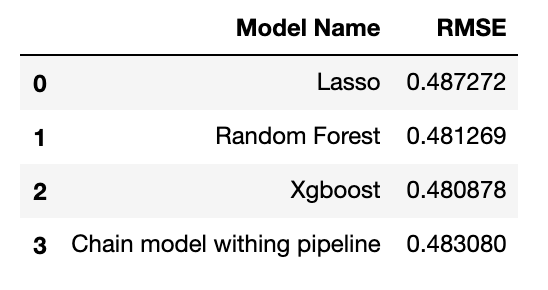 Model Name RMSE
0 Lasso 0.487272
1 Random Forest 0.481269
2 Xgboost 0.480878
3 Chain model withing pipeline 0.483080